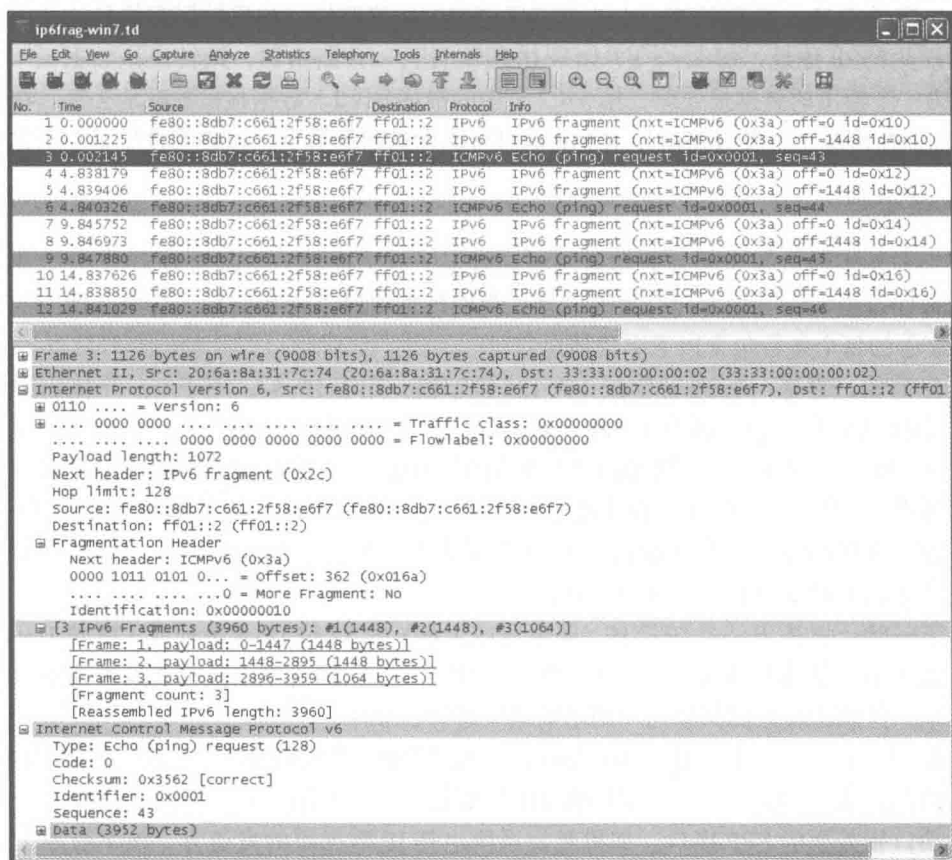 ip6frag-win7.td
File Edit View Go Capture Analyze Statistics Telephony Tools Internals Help
No. Time Source Destination Protocol Info
1 0.000000 fe80::8db7:c661:2f58:e6f7 ff01::2 IPv6 IPv6 fragment (nxt=ICMPv6 (0x3a) off=0 id=0x10)
2 0.001225 fe80::8db7:c661:2f58:e6f7 ff01::2 IPv6 IPv6 fragment (nxt=ICMPv6 (0x3a) off=1448 id=0x10)
3 0.002145 fe80::8db7:c661:2f58:e6f7 ff01::2 ICMPv6 Echo (ping) request id=0x0001, seq=43
4 4.838179 fe80::8db7:c661:2f58:e6f7 ff01::2 IPv6 IPv6 fragment (nxt=ICMPv6 (0x3a) off=0 id=0x12)
5 4.839406 fe80::8db7:c661:2f58:e6f7 ff01::2 IPv6 IPv6 fragment (nxt=ICMPv6 (0x3a) off=1448 id=0x12)
6 4.840326 fe80::8db7:c661:2f58:e6f7 ff01::2 ICMPv6 Echo (ping) request id=0x0001, seq=44
7 9.845752 fe80::8db7:c661:2f58:e6f7 ff01::2 IPv6 IPv6 fragment (nxt=ICMPv6 (0x3a) off=0 id=0x14)
8 9.846973 fe80::8db7:c661:2f58:e6f7 ff01::2 IPv6 IPv6 fragment (nxt=ICMPv6 (0x3a) off=1448 id=0x14)
9 9.847880 fe80::8db7:c661:2f58:e6f7 ff01::2 ICMPv6 Echo (ping) request id=0x0001, seq=45
10 14.837626 fe80::8db7:c661:2f58:e6f7 ff01::2 IPv6 IPv6 fragment (nxt=ICMPv6 (0x3a) off=0 id=0x16)
11 14.838850 fe80::8db7:c661:2f58:e6f7 ff01::2 IPv6 IPv6 fragment (nxt=ICMPv6 (0x3a) off=1448 id=0x16)
12 14.841029 fe80::8db7:c661:2f58:e6f7 ff01::2 ICMPv6 Echo (ping) request id=0x0001, seq=46
Frame 3: 1126 bytes on wire (9008 bits), 1126 bytes captured (9008 bits)
Ethernet II, Src: 20:6a:8a:31:7c:74 (20:6a:8a:31:7c:74), Dst: 33:33:00:00:00:02 (33:33:00:00:00:02)
Internet Protocol Version 6, Src: fe80::8db7:c661:2f58:e6f7 (fe80::8db7:c661:2f58:e6f7), Dst: ff01::2 (ff01
0110 .... = Version: 6
.... 0000 0000 .... .... .... .... .... = Traffic class: 0x00000000
.... .... .... 0000 0000 0000 0000 0000 = Flowlabel: 0x00000000
Payload length: 1072
Next header: IPv6 fragment (0x2c)
Hop limit: 128
Source: fe80::8db7:c661:2f58:e6f7 (fe80::8db7:c661:2f58:e6f7)
Destination: ff01::2 (ff01::2)
Fragmentation Header
Next header: ICMPv6 (0x3a)
0000 1011 0101 0... = Offset: 362 (0x016a)
.... .... .... ...0 = More Fragment: No
Identification: 0x00000010
[3 IPv6 Fragments (3960 bytes): #1(1448), #2(1448), #3(1064)]
[Frame: 1, payload: 0-1447 (1448 bytes)]
[Frame: 2, payload: 1448-2895 (1448 bytes)]
[Frame: 3, payload: 2896-3959 (1064 bytes)]
[Fragment count: 3]
[Reassembled IPv6 length: 3960]
Internet Control Message Protocol v6
Type: Echo (ping) request (128)
Code: 0
Checksum: 0x3562 [correct]
Identifier: 0x0001
Sequence: 43
Data (3952 bytes)